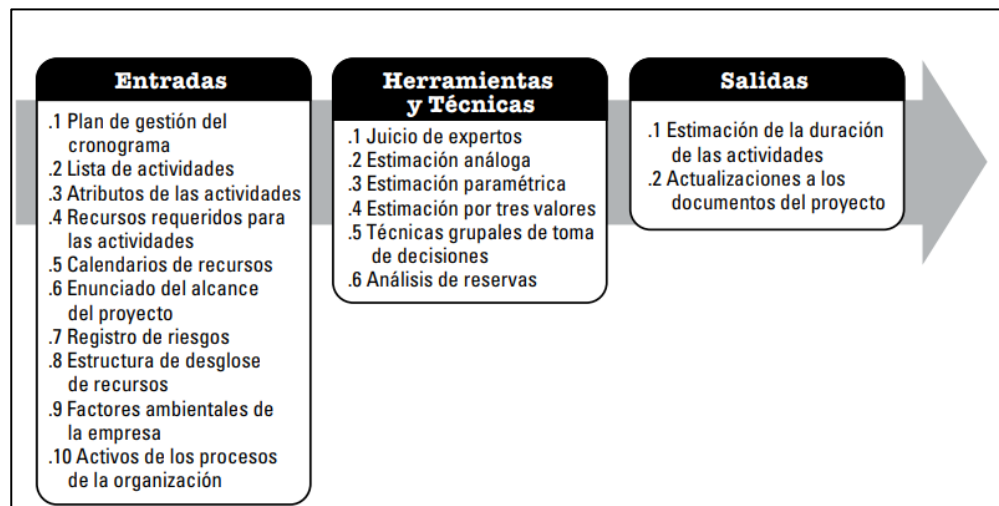 Entradas
.1 Plan de gestión del
cronograma
.2 Lista de actividades
.3 Atributos de las actividades
.4 Recursos requeridos para
las actividades
.5 Calendarios de recursos
.6 Enunciado del alcance
del proyecto
.7 Registro de riesgos
.8 Estructura de desglose
de recursos
.9 Factores ambientales de
la empresa
.10 Activos de los procesos
de la organización
Herramientas
y Técnicas
.1 Juicio de expertos
.2 Estimación análoga
.3 Estimación paramétrica
.4 Estimación por tres valores
.5 Técnicas grupales de toma
de decisiones
.6 Análisis de reservas
Salidas
.1 Estimación de la duración
de las actividades
.2 Actualizaciones a los
documentos del proyecto